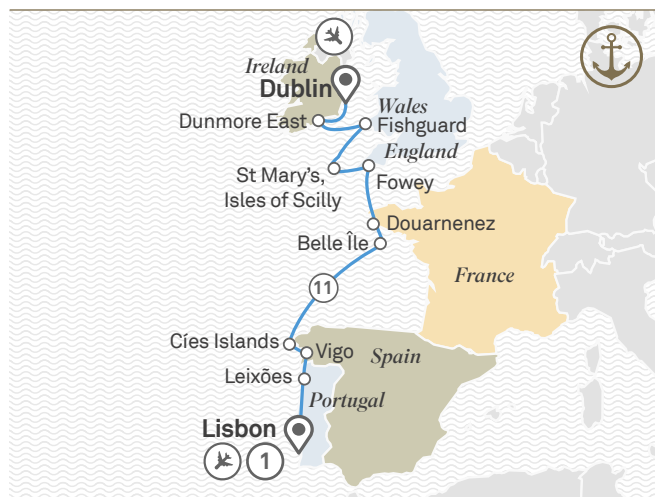 Ireland
Dublin
Wales
Dunmore East
Fishguard
England
St Mary's,
Isles of Scilly
Fowey
Douarnenez
Belle Île
France
11
Cíes Islands
Vigo
Spain
Leixões
Portugal
Lisbon
1